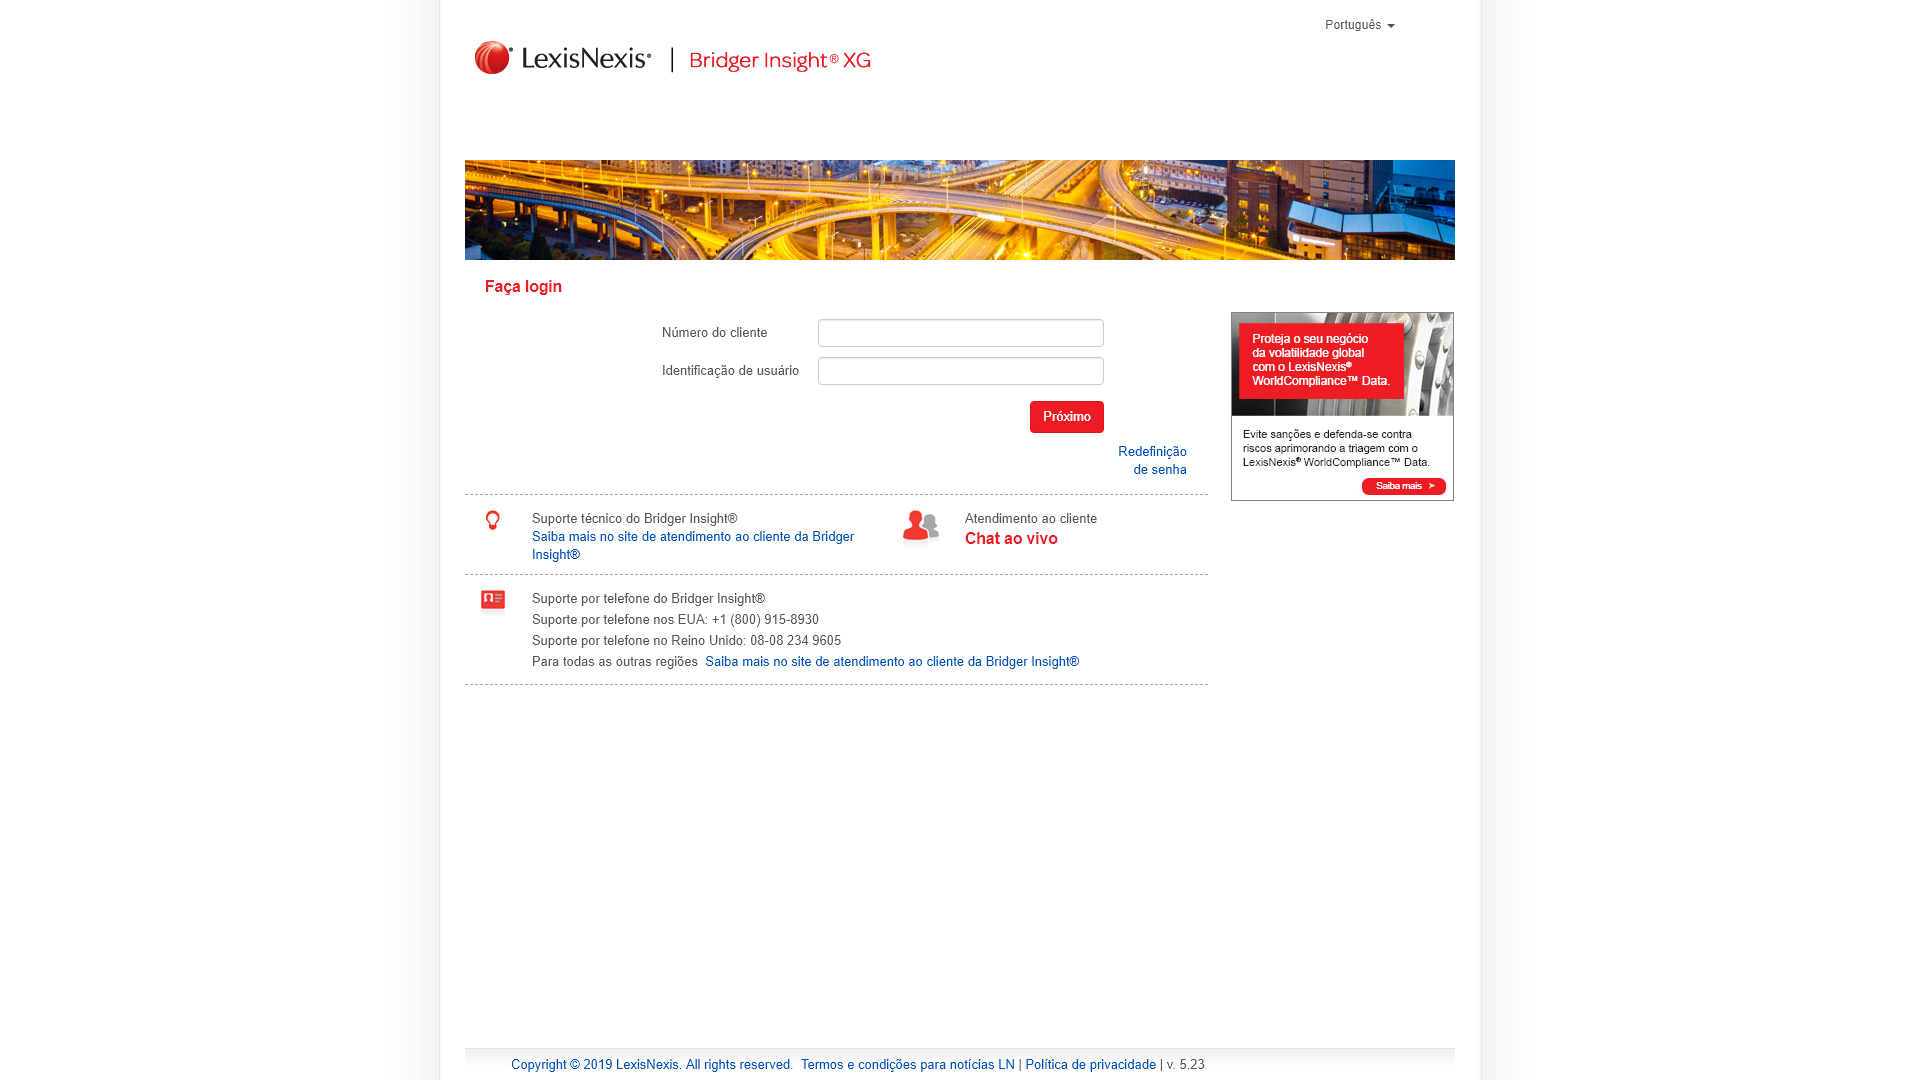 Português
LexisNexis® | Bridger Insight® XG
Faça login
Número do cliente
Identificação de usuário
Próximo
Redefinição
de senha
Proteja o seu negócio
da volatilidade global
com o LexisNexis®
WorldCompliance™ Data.
Evite sanções e defenda-se contra
riscos aprimorando a triagem com o
LexisNexis® WorldCompliance™ Data.
Saiba mais ➤
Suporte técnico do Bridger Insight®
Saiba mais no site de atendimento ao cliente da Bridger
Insight®
Atendimento ao cliente
Chat ao vivo
Suporte por telefone do Bridger Insight®
Suporte por telefone nos EUA: +1 (800) 915-8930
Suporte por telefone no Reino Unido: 08-08 234 9605
Para todas as outras regiões Saiba mais no site de atendimento ao cliente da Bridger Insight®
Copyright © 2019 LexisNexis. All rights reserved. Termos e condições para notícias LN | Política de privacidade | v. 5.23